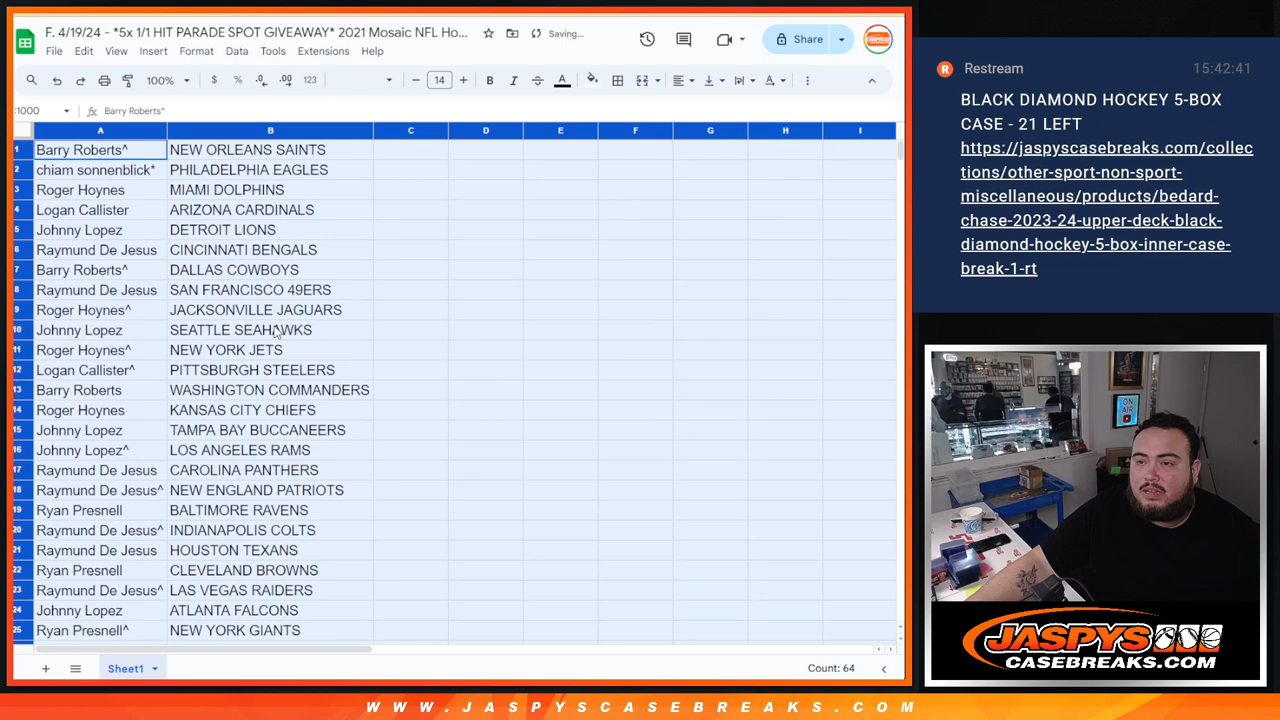 F. 4/19/24 - *5x 1/1 HIT PARADE SPOT GIVEAWAY* 2021 Mosaic NFL Ho...
Saving...
Share
File Edit View Insert Format Data Tools Extensions Help
100% $ % .0 .00 123 14 B I A
:1000 fx Barry Roberts^
A B C D E F G H I
1 Barry Roberts^ NEW ORLEANS SAINTS
2 chiam sonnenblick* PHILADELPHIA EAGLES
3 Roger Hoynes MIAMI DOLPHINS
4 Logan Callister ARIZONA CARDINALS
5 Johnny Lopez DETROIT LIONS
6 Raymund De Jesus CINCINNATI BENGALS
7 Barry Roberts^ DALLAS COWBOYS
8 Raymund De Jesus SAN FRANCISCO 49ERS
9 Roger Hoynes^ JACKSONVILLE JAGUARS
10 Johnny Lopez SEATTLE SEAHAWKS
11 Roger Hoynes^ NEW YORK JETS
12 Logan Callister^ PITTSBURGH STEELERS
13 Barry Roberts WASHINGTON COMMANDERS
14 Roger Hoynes KANSAS CITY CHIEFS
15 Johnny Lopez TAMPA BAY BUCCANEERS
16 Johnny Lopez^ LOS ANGELES RAMS
17 Raymund De Jesus CAROLINA PANTHERS
18 Raymund De Jesus^ NEW ENGLAND PATRIOTS
19 Ryan Presnell BALTIMORE RAVENS
20 Raymund De Jesus^ INDIANAPOLIS COLTS
21 Raymund De Jesus HOUSTON TEXANS
22 Ryan Presnell CLEVELAND BROWNS
23 Raymund De Jesus^ LAS VEGAS RAIDERS
24 Johnny Lopez ATLANTA FALCONS
25 Ryan Presnell^ NEW YORK GIANTS
Sheet1
Count: 64
R Restream 15:42:41
BLACK DIAMOND HOCKEY 5-BOX
CASE - 21 LEFT
https://jaspyscasebreaks.com/collec
tions/other-sport-non-sport-
miscellaneous/products/bedard-
chase-2023-24-upper-deck-black-
diamond-hockey-5-box-inner-case-
break-1-rt
ON AIR
JASPYS
CASEBREAKS.COM
WWW.JASPYSCASEBREAKS.COM